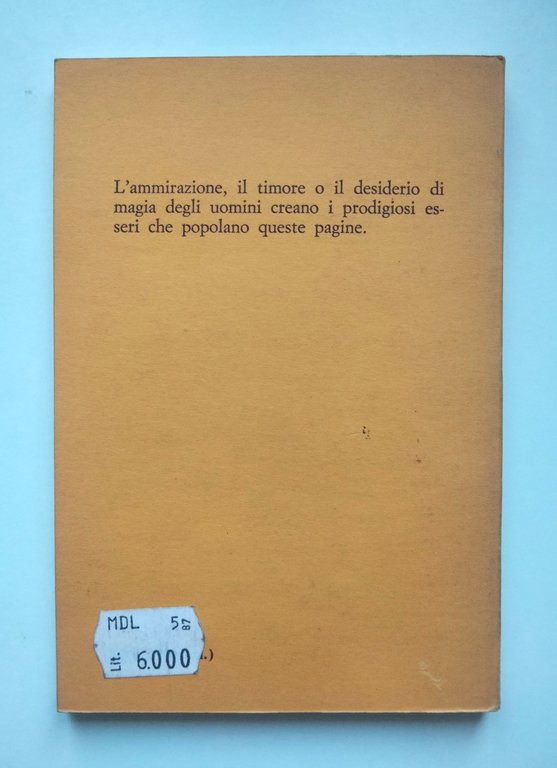 L'ammirazione, il timore o il desiderio di
magia degli uomini creano i prodigiosi es-
seri che popolano queste pagine.
MDL 5 87
Lit. 6.000
.)